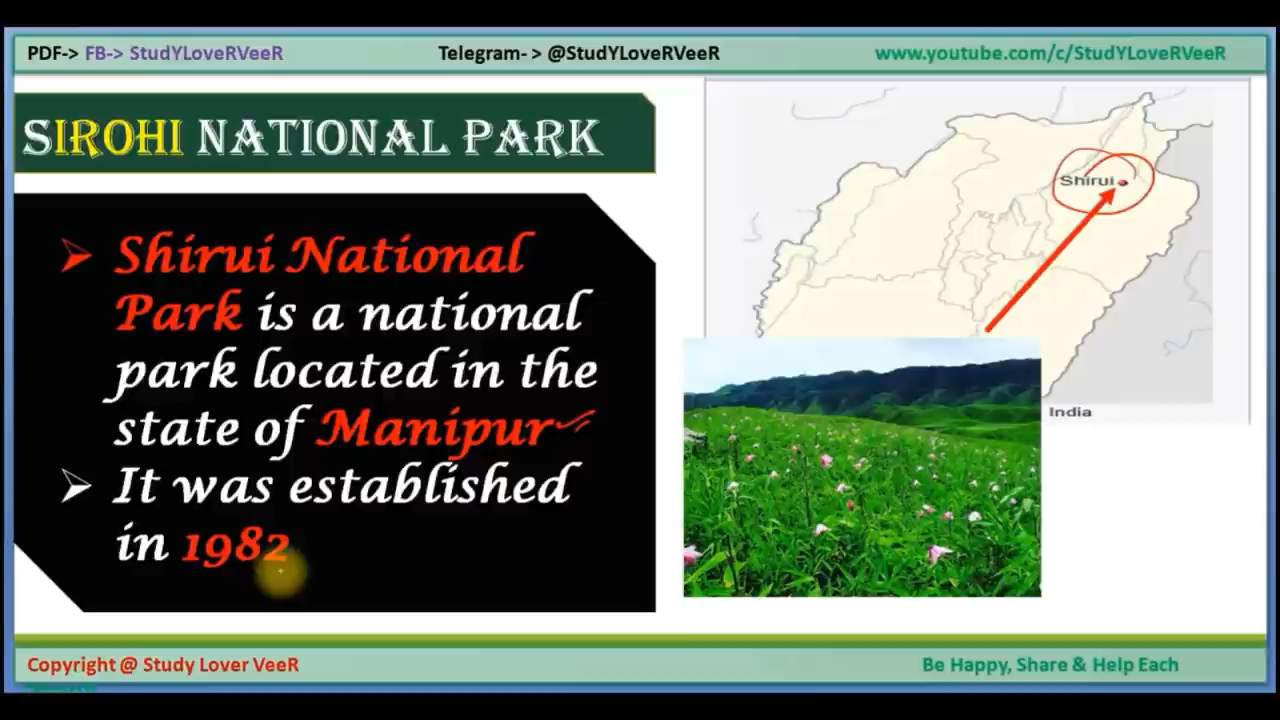 PDF-> FB-> StudYLoveRVeeR
Telegram- > @StudYLoveRVeeR
www.youtube.com/c/StudYLoveRVeeR
SIROHI NATIONAL PARK
Shirui National
Park is a national
park located in the
state of Manipur
It was established
in 1982
Shirui
India
Copyright @ Study Lover VeeR
Be Happy, Share & Help Each